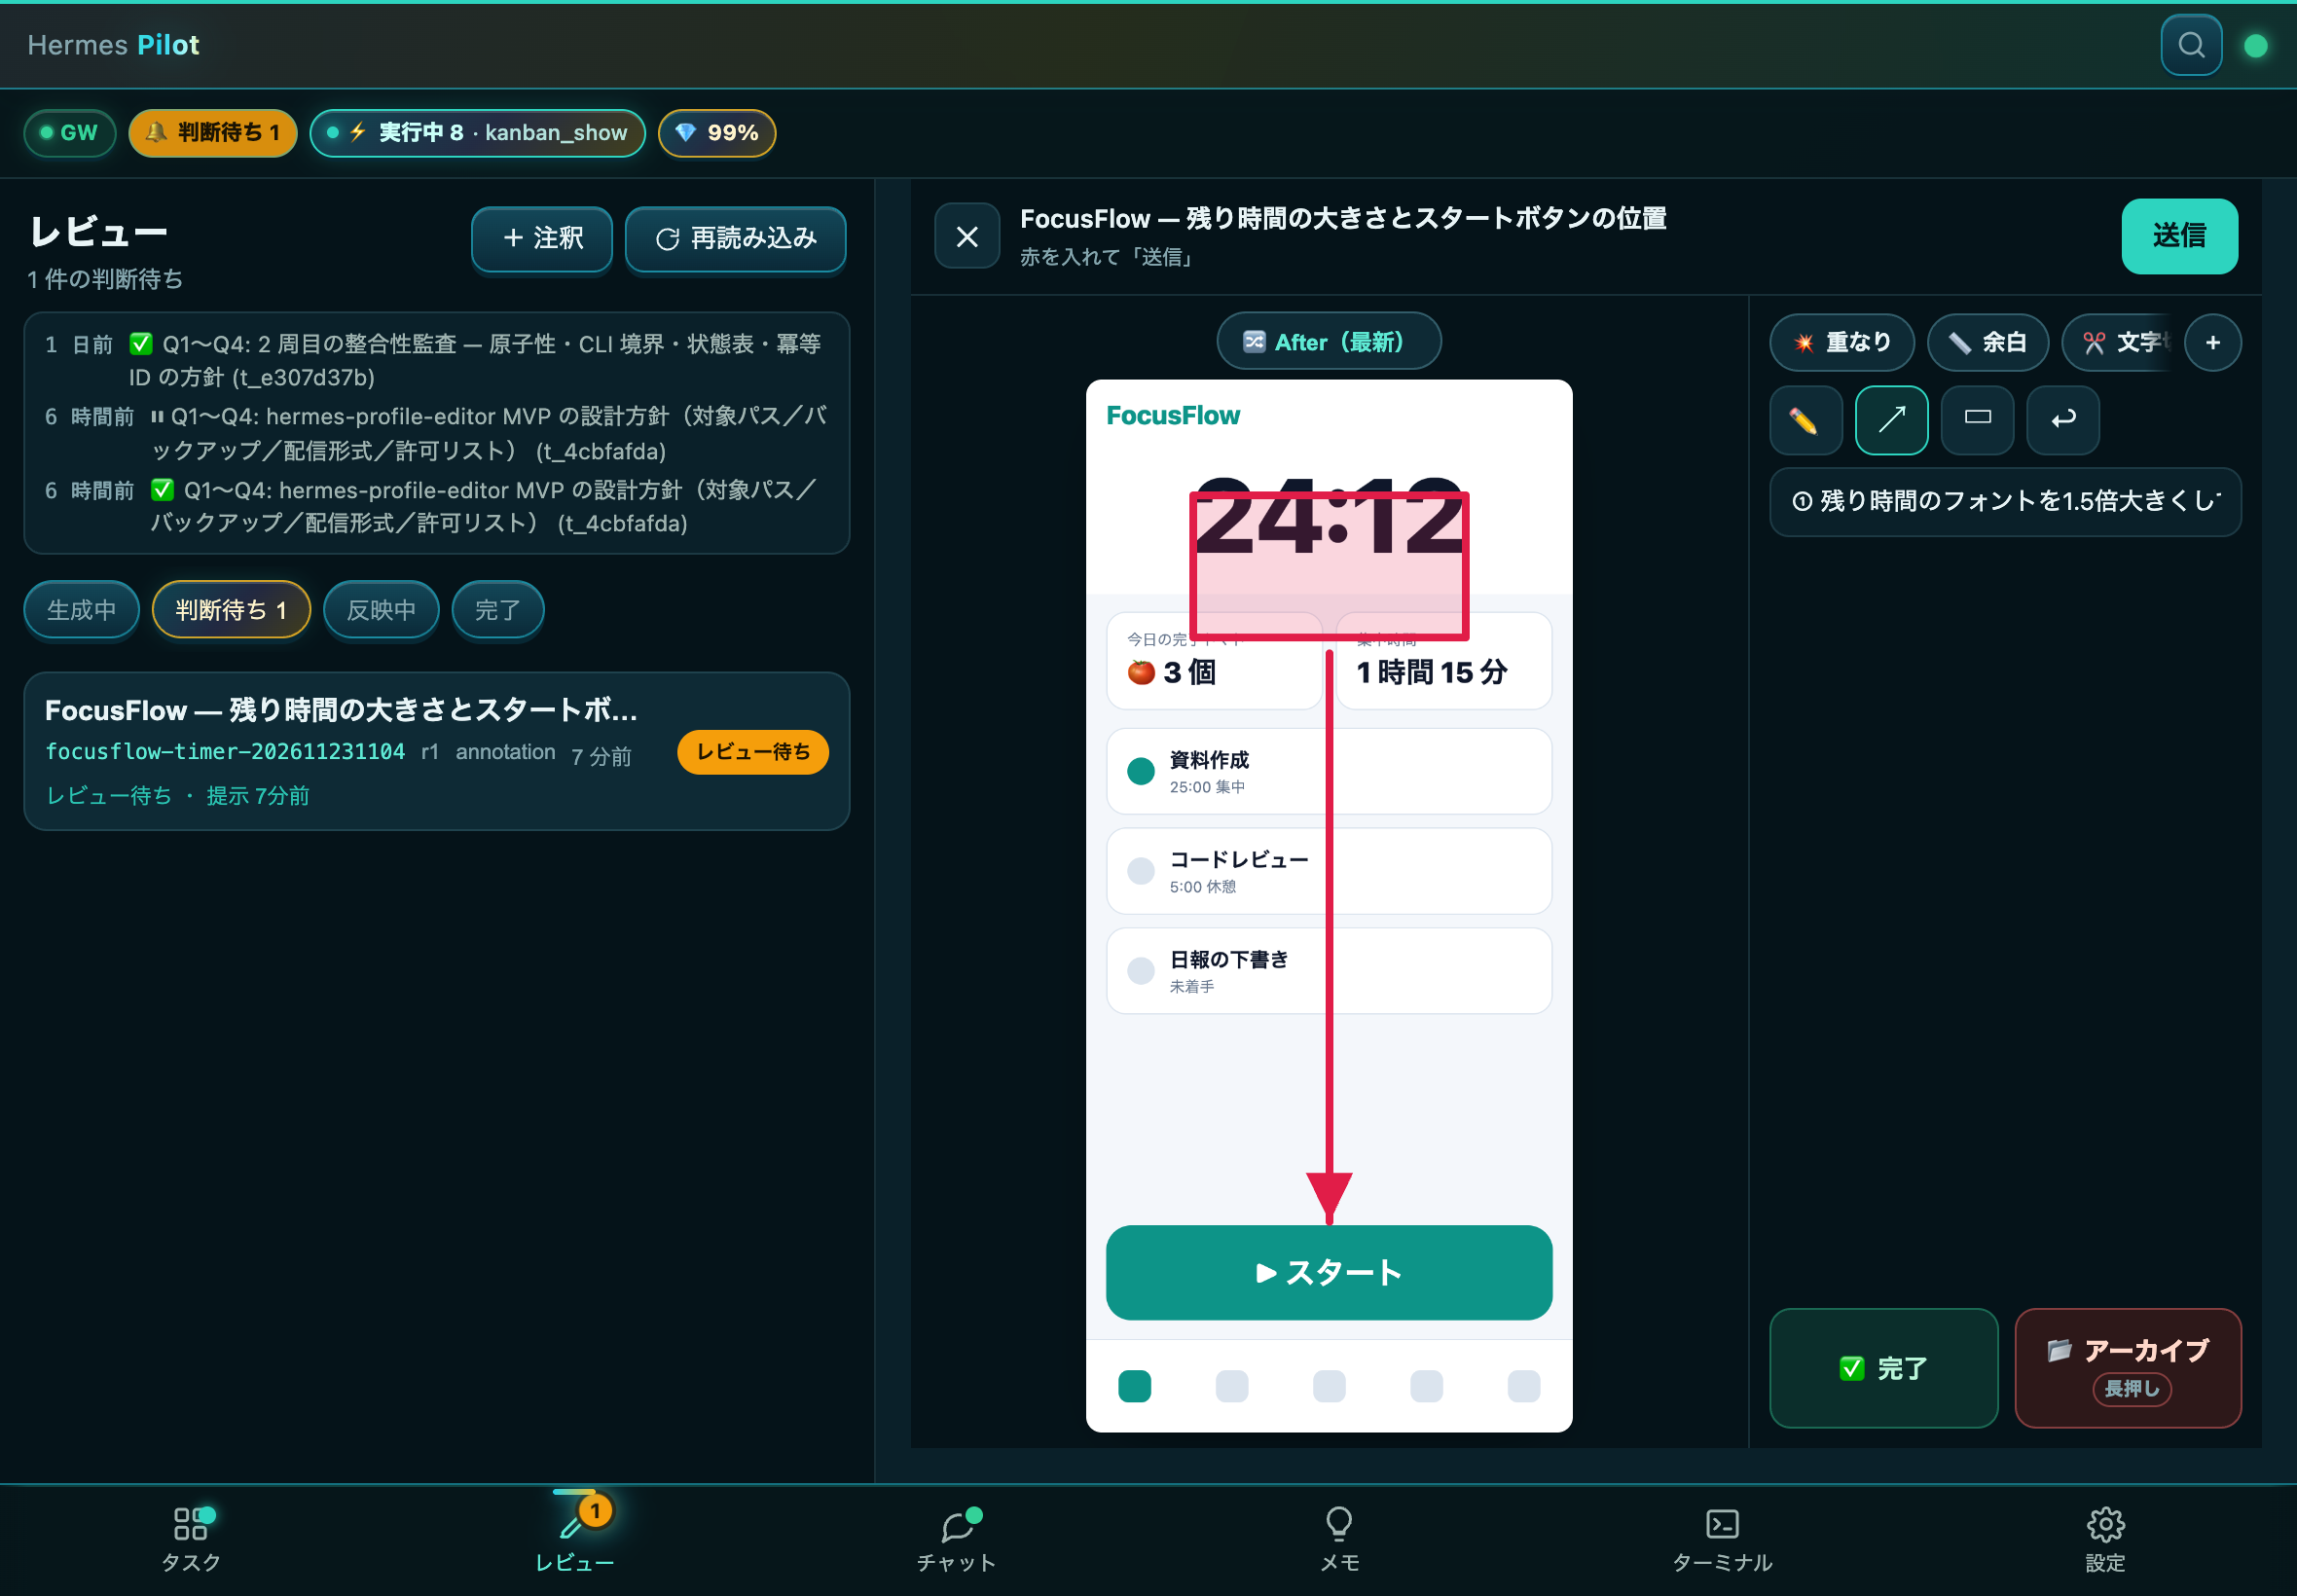 Hermes Pilot
GW
判断待ち 1
実行中 8 · kanban_show
99%
レビュー
1 件の判断待ち
+ 注釈
再読み込み
1 日前 ✅ Q1〜Q4: 2 周目の整合性監査 — 原子性・CLI 境界・状態表・冪等
ID の方針 (t_e307d37b)
6 時間前 ⏸ Q1〜Q4: hermes-profile-editor MVP の設計方針（対象パス／バ
ックアップ／配信形式／許可リスト） (t_4cbfafda)
6 時間前 ✅ Q1〜Q4: hermes-profile-editor MVP の設計方針（対象パス／
バックアップ／配信形式／許可リスト） (t_4cbfafda)
生成中
判断待ち 1
反映中
完了
FocusFlow — 残り時間の大きさとスタートボ…
focusflow-timer-202611231104 r1 annotation 7 分前
レビュー待ち
レビュー待ち ・ 提示 7分前
FocusFlow — 残り時間の大きさとスタートボタンの位置
赤を入れて「送信」
送信
After（最新）
FocusFlow
24:12
今日の完了
🍅 3 個
集中時間
1 時間 15 分
資料作成
25:00 集中
コードレビュー
5:00 休憩
日報の下書き
未着手
▶ スタート
💥 重なり
📏 余白
✂️ 文字
+
① 残り時間のフォントを1.5倍大きくし
✅ 完了
📂 アーカイブ
長押し
タスク
1
レビュー
チャット
メモ
ターミナル
設定